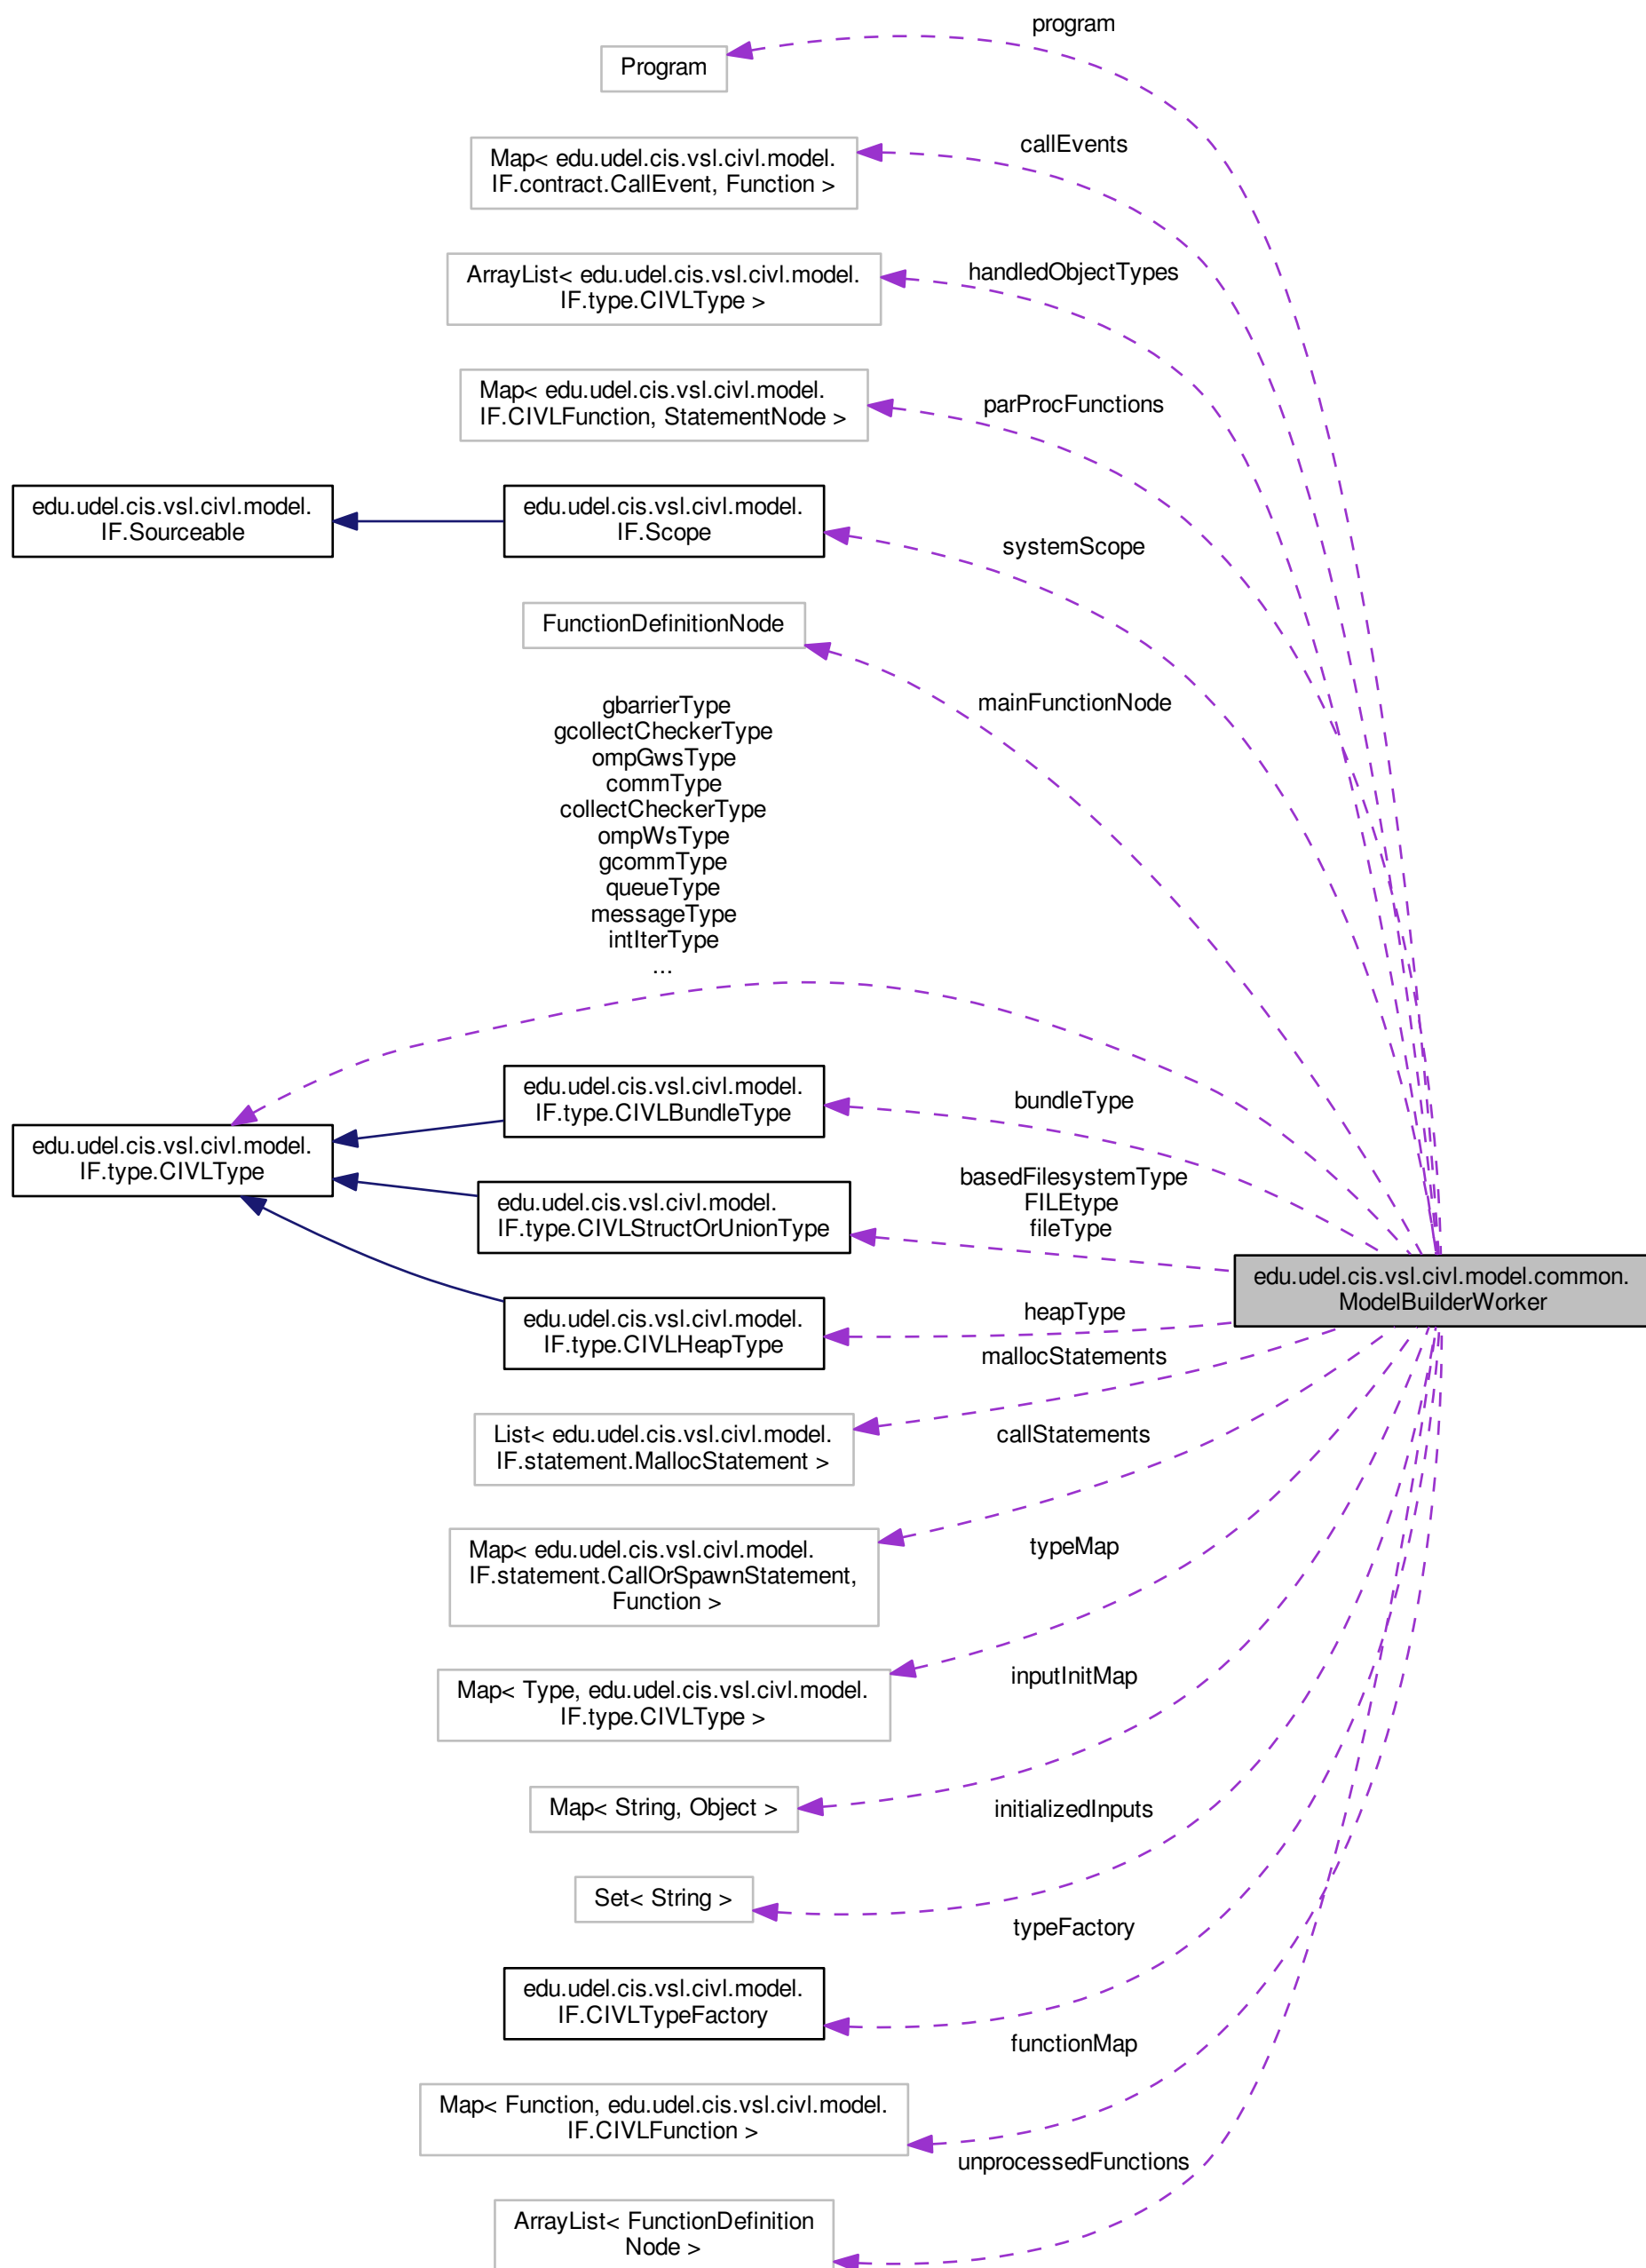 program
Program
callEvents
Map< edu.udel.cis.vsl.civl.model.
IF.contract.CallEvent, Function >
handledObjectTypes
ArrayList< edu.udel.cis.vsl.civl.model.
IF.type.CIVLType >
parProcFunctions
Map< edu.udel.cis.vsl.civl.model.
IF.CIVLFunction, StatementNode >
edu.udel.cis.vsl.civl.model.
IF.Sourceable
edu.udel.cis.vsl.civl.model.
IF.Scope
systemScope
FunctionDefinitionNode
mainFunctionNode
gbarrierType
gcollectCheckerType
ompGwsType
commType
collectCheckerType
ompWsType
gcommType
queueType
messageType
intIterType
...
edu.udel.cis.vsl.civl.model.
IF.type.CIVLBundleType
bundleType
edu.udel.cis.vsl.civl.model.
IF.type.CIVLType
edu.udel.cis.vsl.civl.model.
IF.type.CIVLStructOrUnionType
basedFilesystemType
FILEtype
fileType
edu.udel.cis.vsl.civl.model.common.
ModelBuilderWorker
edu.udel.cis.vsl.civl.model.
IF.type.CIVLHeapType
heapType
mallocStatements
List< edu.udel.cis.vsl.civl.model.
IF.statement.MallocStatement >
callStatements
Map< edu.udel.cis.vsl.civl.model.
IF.statement.CallOrSpawnStatement,
Function >
typeMap
Map< Type, edu.udel.cis.vsl.civl.model.
IF.type.CIVLType >
inputInitMap
Map< String, Object >
initializedInputs
Set< String >
typeFactory
edu.udel.cis.vsl.civl.model.
IF.CIVLTypeFactory
functionMap
Map< Function, edu.udel.cis.vsl.civl.model.
IF.CIVLFunction >
unprocessedFunctions
ArrayList< FunctionDefinition
Node >